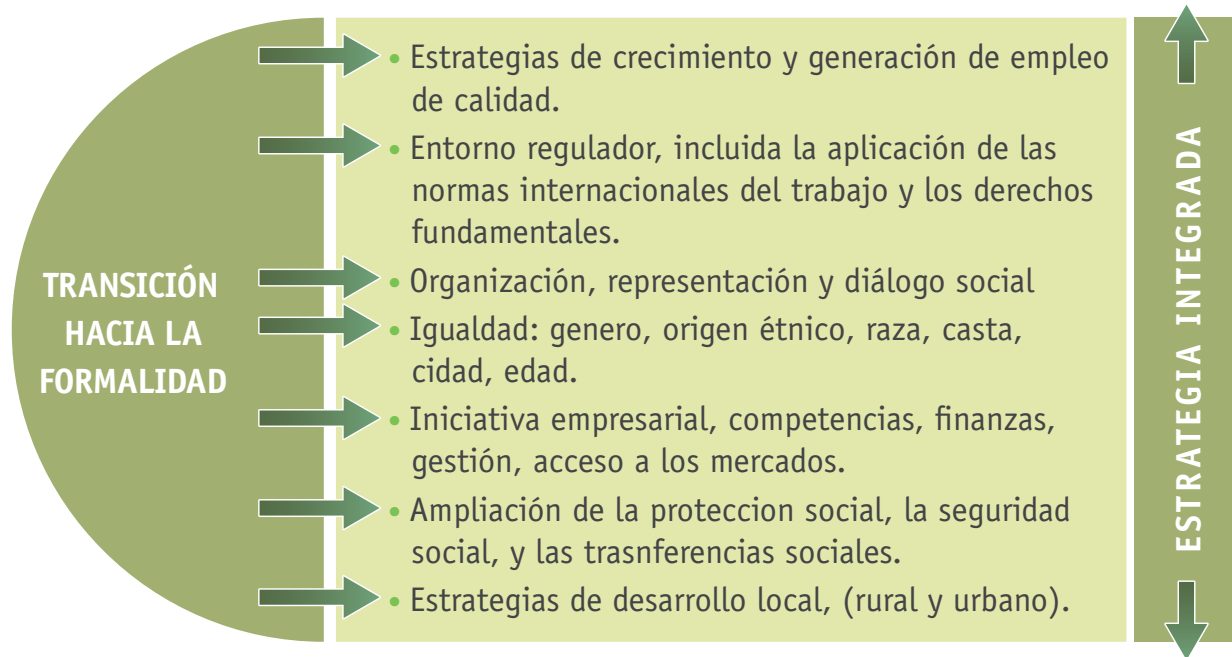 TRANSICIÓN
HACIA LA
FORMALIDAD
• Estrategias de crecimiento y generación de empleo
de calidad.
• Entorno regulador, incluida la aplicación de las
normas internacionales del trabajo y los derechos
fundamentales.
• Organización, representación y diálogo social
• Igualdad: genero, origen étnico, raza, casta,
cidad, edad.
• Iniciativa empresarial, competencias, finanzas,
gestión, acceso a los mercados.
• Ampliación de la proteccion social, la seguridad
social, y las trasnferencias sociales.
• Estrategias de desarrollo local, (rural y urbano).
ESTRATEGIA INTEGRADA